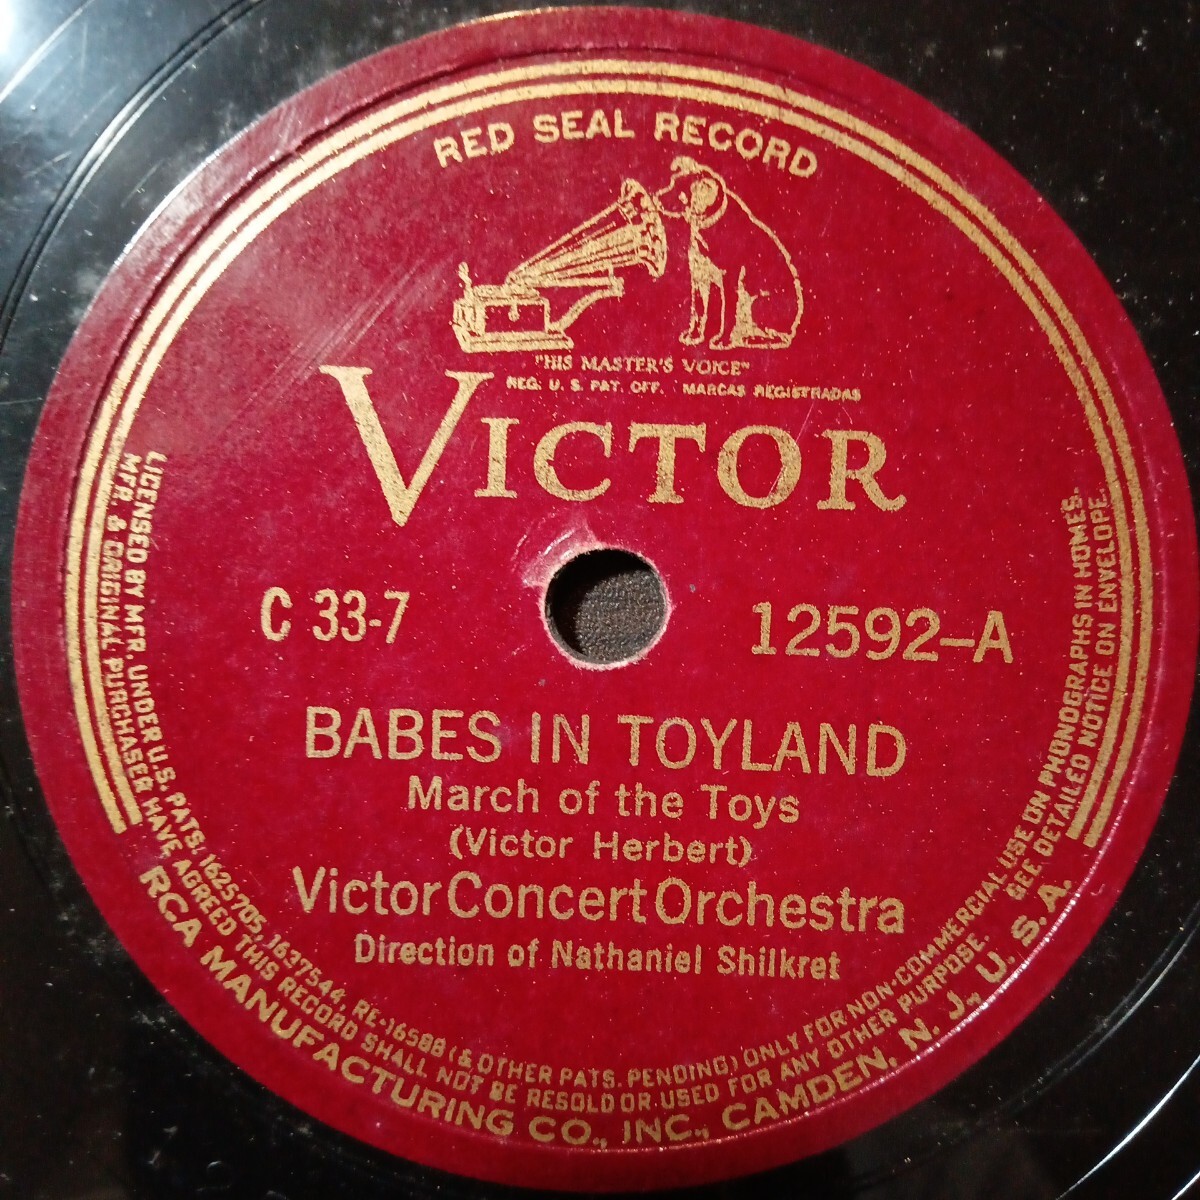 RED SEAL RECORD
"HIS MASTER'S VOICE"
REG. U. S. PAT. OFF. MARCAS REGISTRADAS
VICTOR
C 33-7
12592-A
BABES IN TOYLAND
March of the Toys
(Victor Herbert)
Victor Concert Orchestra
Direction of Nathaniel Shilkret
LICENSED BY MFR. UNDER U.S. PATS. 1625705, 1637544, RE-16588 (& OTHER PATS. PENDING) ONLY FOR NON-COMMERCIAL USE ON PHONOGRAPHS IN HOMES.
MFR. & ORIGINAL PURCHASER HAVE AGREED THIS RECORD SHALL NOT BE RESOLD OR USED FOR ANY OTHER PURPOSE. SEE DETAILED NOTICE ON ENVELOPE.
RCA MANUFACTURING CO., INC., CAMDEN, N. J., U. S. A.